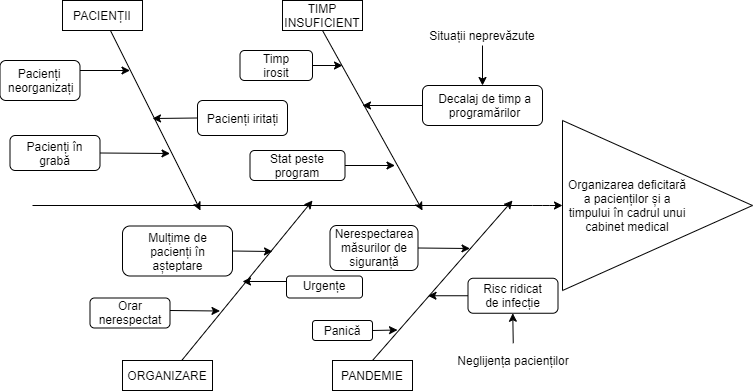 PACIENȚII
TIMP
INSUFICIENT
Situații neprevăzute
Timp
irosit
Pacienți
neorganizați
Decalaj de timp a
programărilor
Pacienți iritați
Pacienți în
grabă
Stat peste
program
Organizarea deficitară
a pacienților și a
timpului în cadrul unui
cabinet medical
Mulțime de
pacienți în
așteptare
Nerespectarea
măsurilor de
siguranță
Urgențe
Risc ridicat
de infecție
Orar
nerespectat
Panică
Neglijența pacienților
ORGANIZARE
PANDEMIE